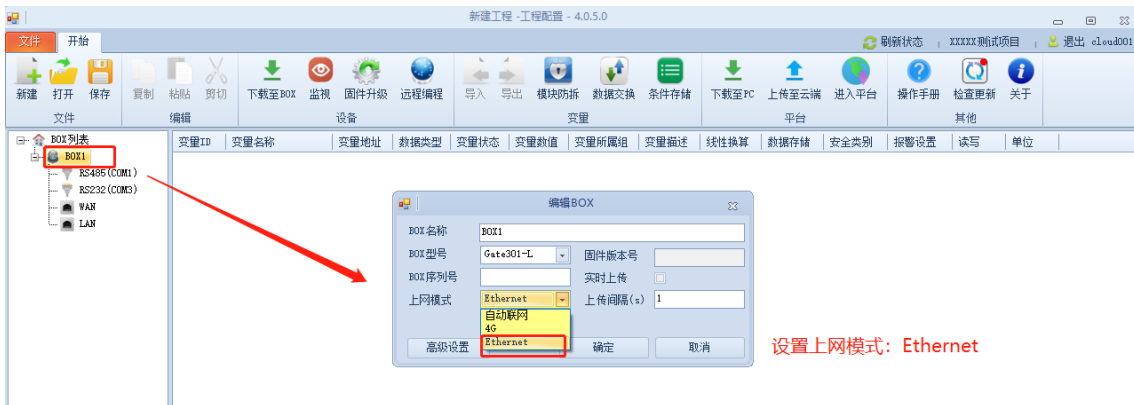 新建工程 -工程配置 - 4.0.5.0
文件 开始 刷新状态 XXXXX测试项目 退出 cloud001
新建 打开 保存 复制 粘贴 剪切 下载至BOX 监视 固件升级 远程编程 导入 导出 模块防拆 数据交换 条件存储 下载至PC 上传至云端 进入平台 操作手册 检查更新 关于
文件 编辑 设备 变量 平台 其他
BOX列表
BOX1
RS485(COM1)
RS232(COM3)
WAN
LAN
变量ID 变量名称 变量地址 数据类型 变量状态 变量数值 变量所属组 变量描述 线性换算 数据存储 安全类别 报警设置 读写 单位
编辑BOX
BOX名称 BOX1
BOX型号 Gate301-L 固件版本号
BOX序列号 实时上传
上网模式 Ethernet 上传间隔(s) 1
自动联网
4G
Ethernet
高级设置 确定 取消
设置上网模式：Ethernet